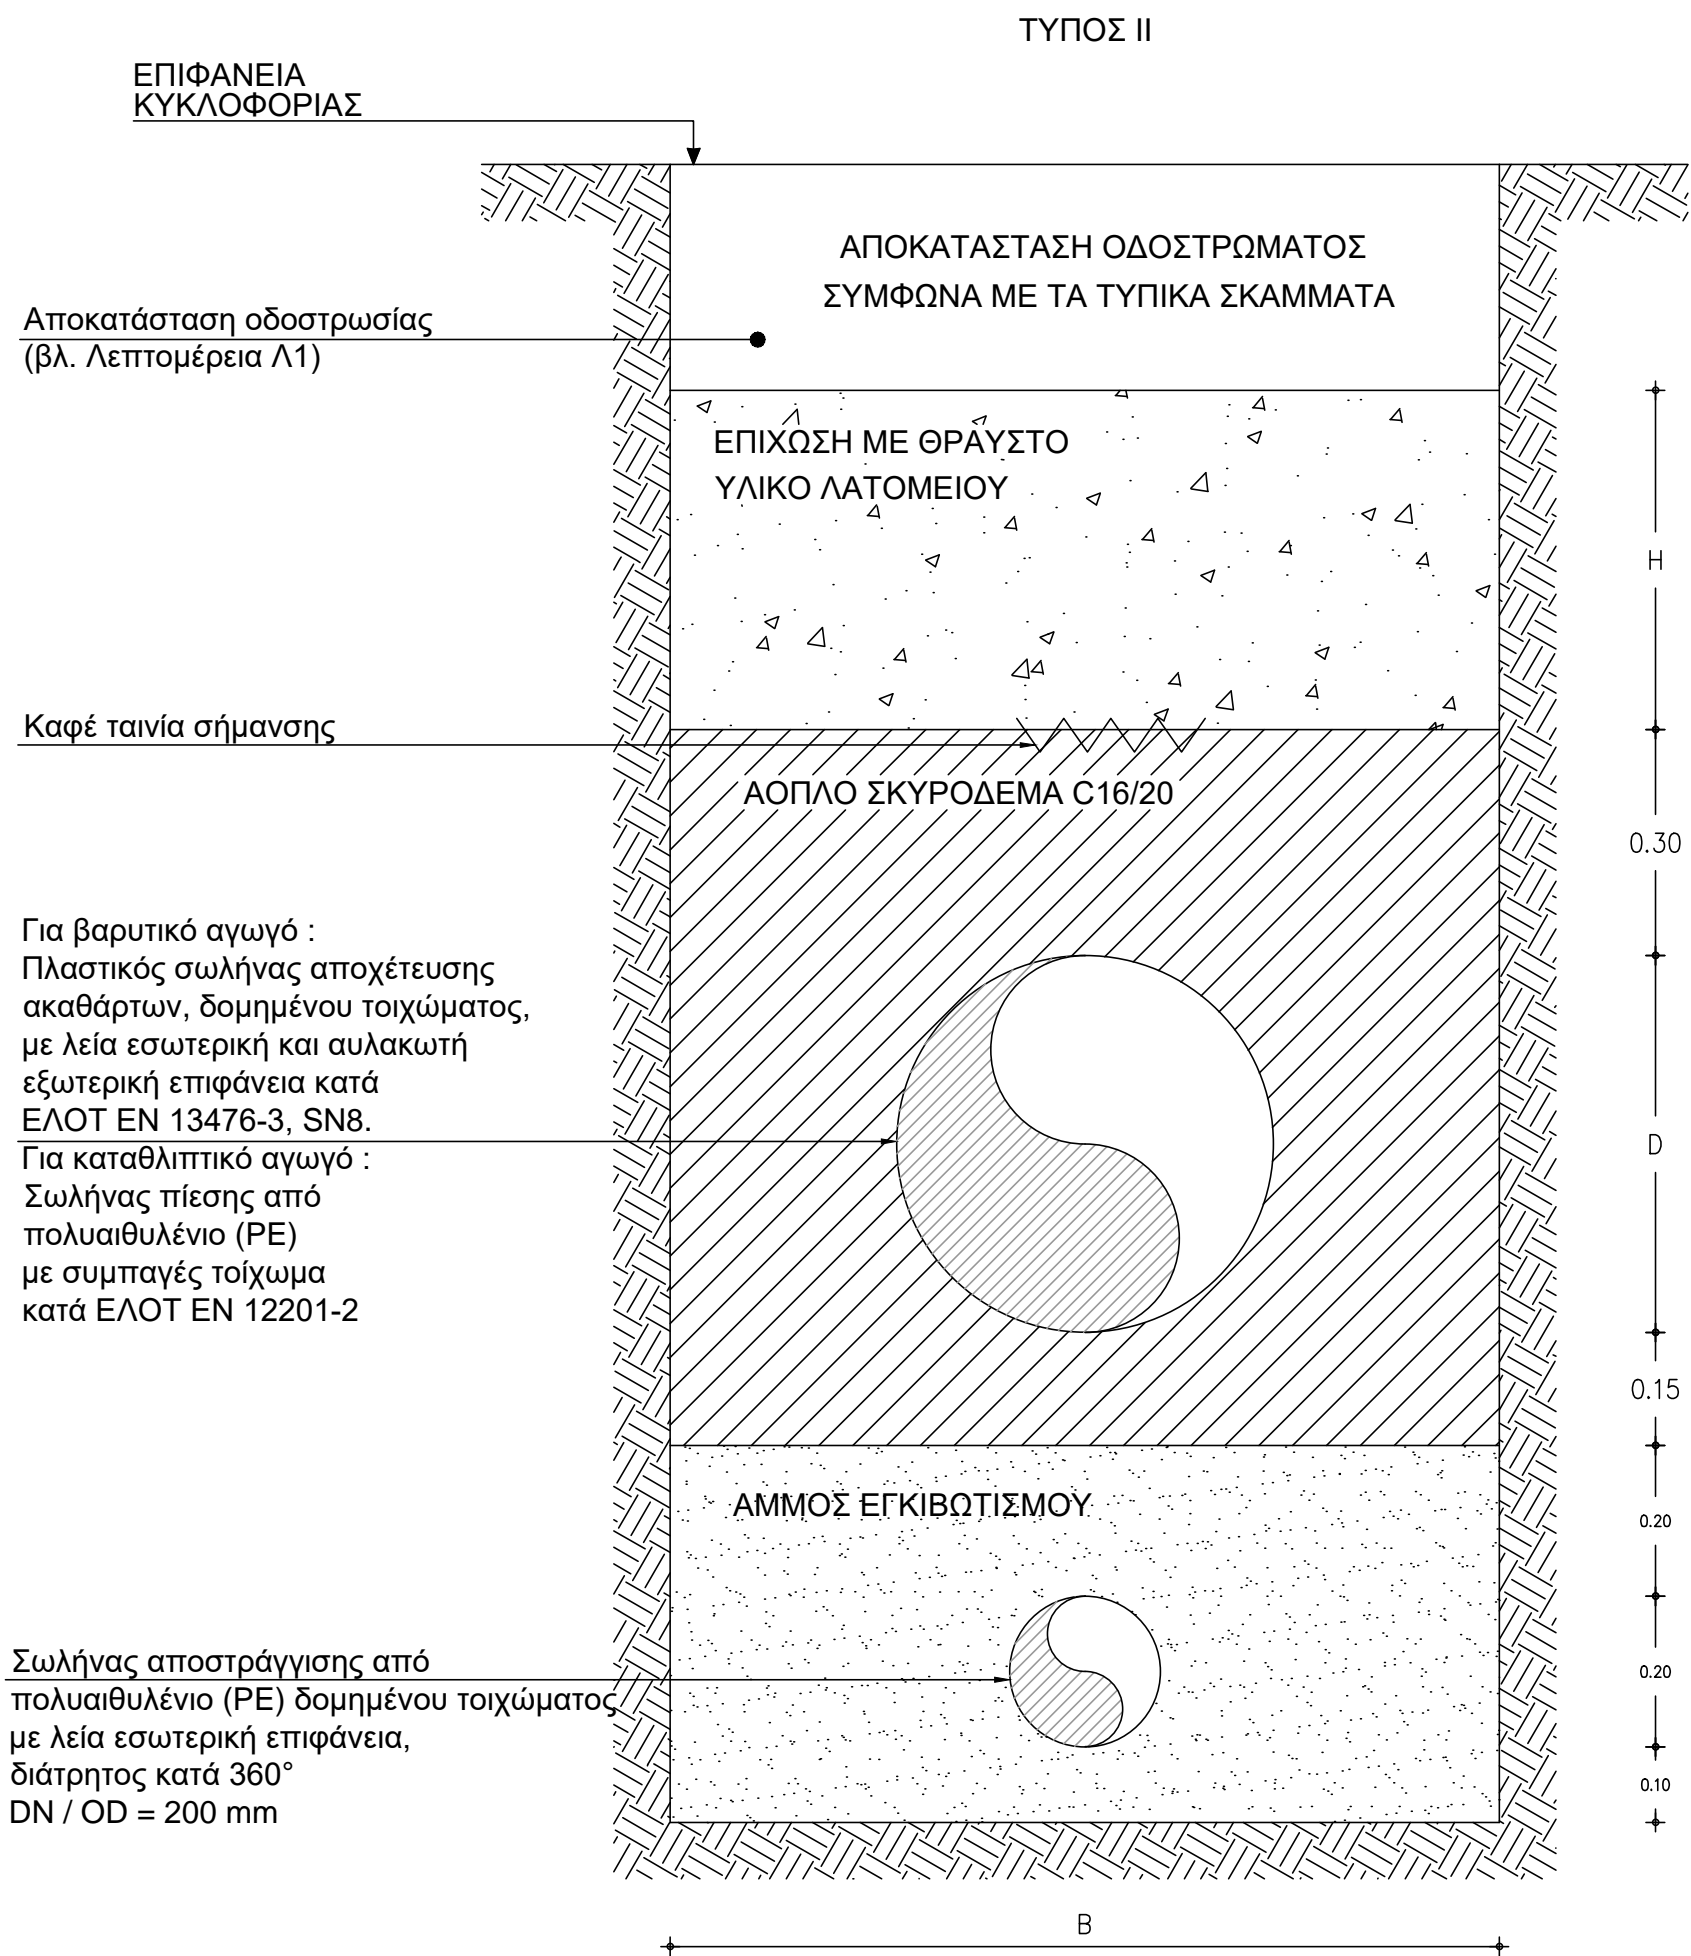 ΤΥΠΟΣ ΙΙ
ΕΠΙΦΑΝΕΙΑ
ΚΥΚΛΟΦΟΡΙΑΣ
ΑΠΟΚΑΤΑΣΤΑΣΗ ΟΔΟΣΤΡΩΜΑΤΟΣ
ΣΥΜΦΩΝΑ ΜΕ ΤΑ ΤΥΠΙΚΑ ΣΚΑΜΜΑΤΑ
Αποκατάσταση οδοστρωσίας
(βλ. Λεπτομέρεια Λ1)
ΕΠΙΧΩΣΗ ΜΕ ΘΡΑΥΣΤΟ
ΥΛΙΚΟ ΛΑΤΟΜΕΙΟΥ
H
Καφέ ταινία σήμανσης
ΑΟΠΛΟ ΣΚΥΡΟΔΕΜΑ C16/20
0.30
Για βαρυτικό αγωγό :
Πλαστικός σωλήνας αποχέτευσης
ακαθάρτων, δομημένου τοιχώματος,
με λεία εσωτερική και αυλακωτή
εξωτερική επιφάνεια κατά
ΕΛΟΤ ΕΝ 13476-3, SN8.
Για καταθλιπτικό αγωγό :
Σωλήνας πίεσης από
πολυαιθυλένιο (PE)
με συμπαγές τοίχωμα
κατά ΕΛΟΤ ΕΝ 12201-2
D
0.15
ΑΜΜΟΣ ΕΓΚΙΒΩΤΙΣΜΟΥ
0.20
Σωλήνας αποστράγγισης από
πολυαιθυλένιο (PE) δομημένου τοιχώματος
με λεία εσωτερική επιφάνεια,
διάτρητος κατά 360°
DN / OD = 200 mm
0.20
0.10
B